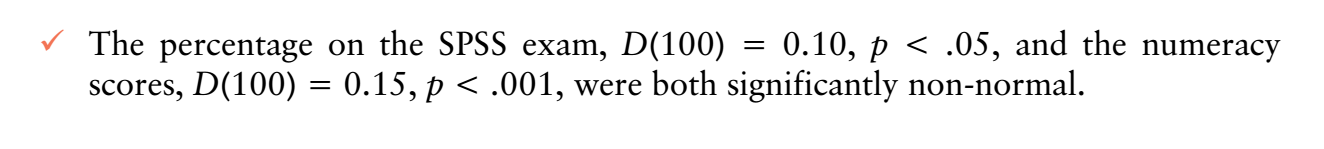 ✓ The percentage on the SPSS exam, D(100) = 0.10, p < .05, and the numeracy
scores, D(100) = 0.15, p < .001, were both significantly non-normal.